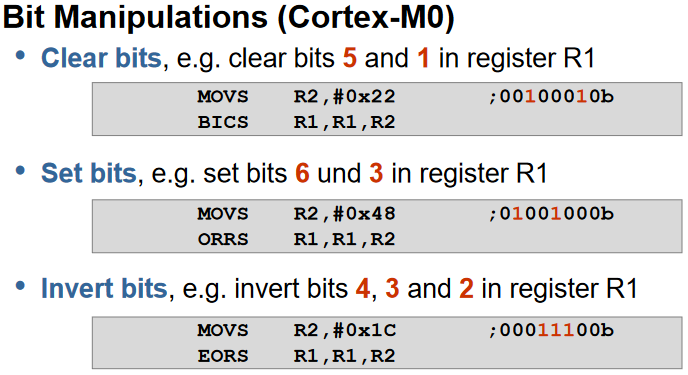 Bit Manipulations (Cortex-M0)
• Clear bits, e.g. clear bits 5 and 1 in register R1
MOVS R2,#0x22 ;00100010b
BICS R1,R1,R2
• Set bits, e.g. set bits 6 und 3 in register R1
MOVS R2,#0x48 ;01001000b
ORRS R1,R1,R2
• Invert bits, e.g. invert bits 4, 3 and 2 in register R1
MOVS R2,#0x1C ;00011100b
EORS R1,R1,R2